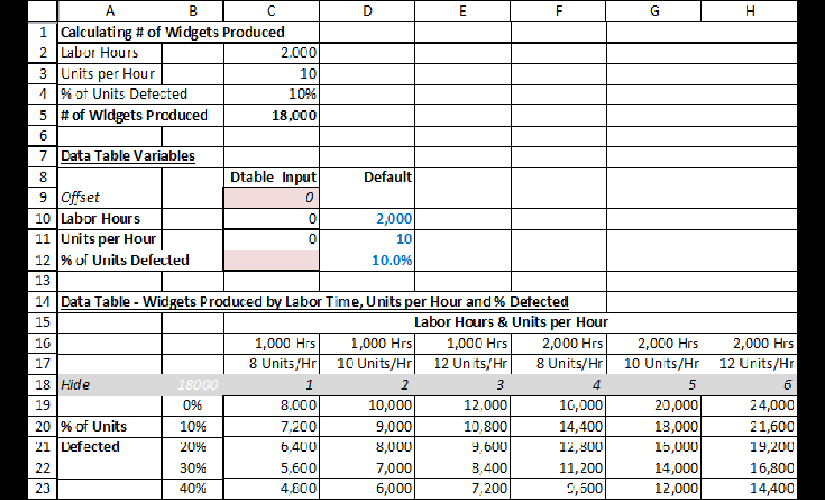 A B C D E F G H
1 Calculating # of Widgets Produced
2 Labor Hours 2,000
3 Units per Hour 10
4 % of Units Defected 10%
5 # of Widgets Produced 18,000
6
7 Data Table Variables
8 Dtable Input Default
9 Offset 0
10 Labor Hours 0 2,000
11 Units per Hour 0 10
12 % of Units Defected 10.0%
13
14 Data Table - Widgets Produced by Labor Time, Units per Hour and % Defected
15 Labor Hours & Units per Hour
16 1,000 Hrs 1,000 Hrs 1,000 Hrs 2,000 Hrs 2,000 Hrs 2,000 Hrs
17 8 Units/Hr 10 Units/Hr 12 Units/Hr 8 Units/Hr 10 Units/Hr 12 Units/Hr
18 Hide 18000 1 2 3 4 5 6
19 0% 8,000 10,000 12,000 16,000 20,000 24,000
20 % of Units 10% 7,200 9,000 10,800 14,400 18,000 21,600
21 Defected 20% 6,400 8,000 9,600 12,800 16,000 19,200
22 30% 5,600 7,000 8,400 11,200 14,000 16,800
23 40% 4,800 6,000 7,200 9,600 12,000 14,400